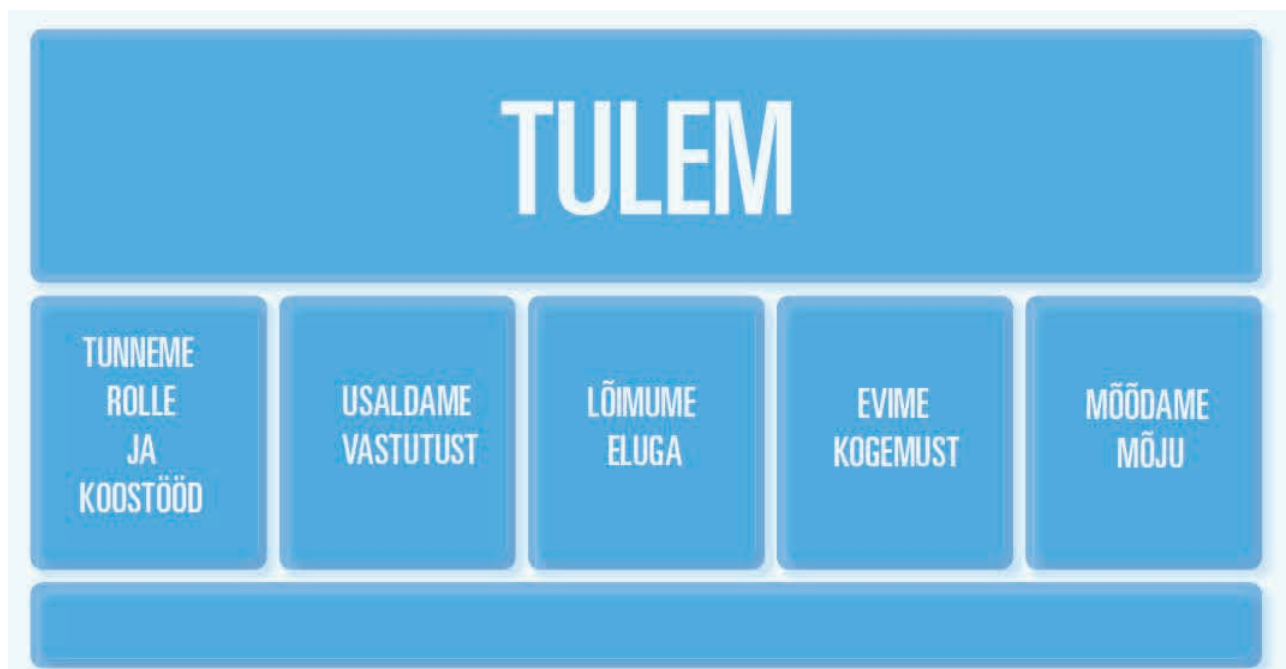 TULEM
TUNNEME
ROLLE
JA
KOOSTÖÖD
USALDAME
VASTUTUST
LÕIMUME
ELUGA
EVIME
KOGEMUST
MÕÕDAME
MÕJU